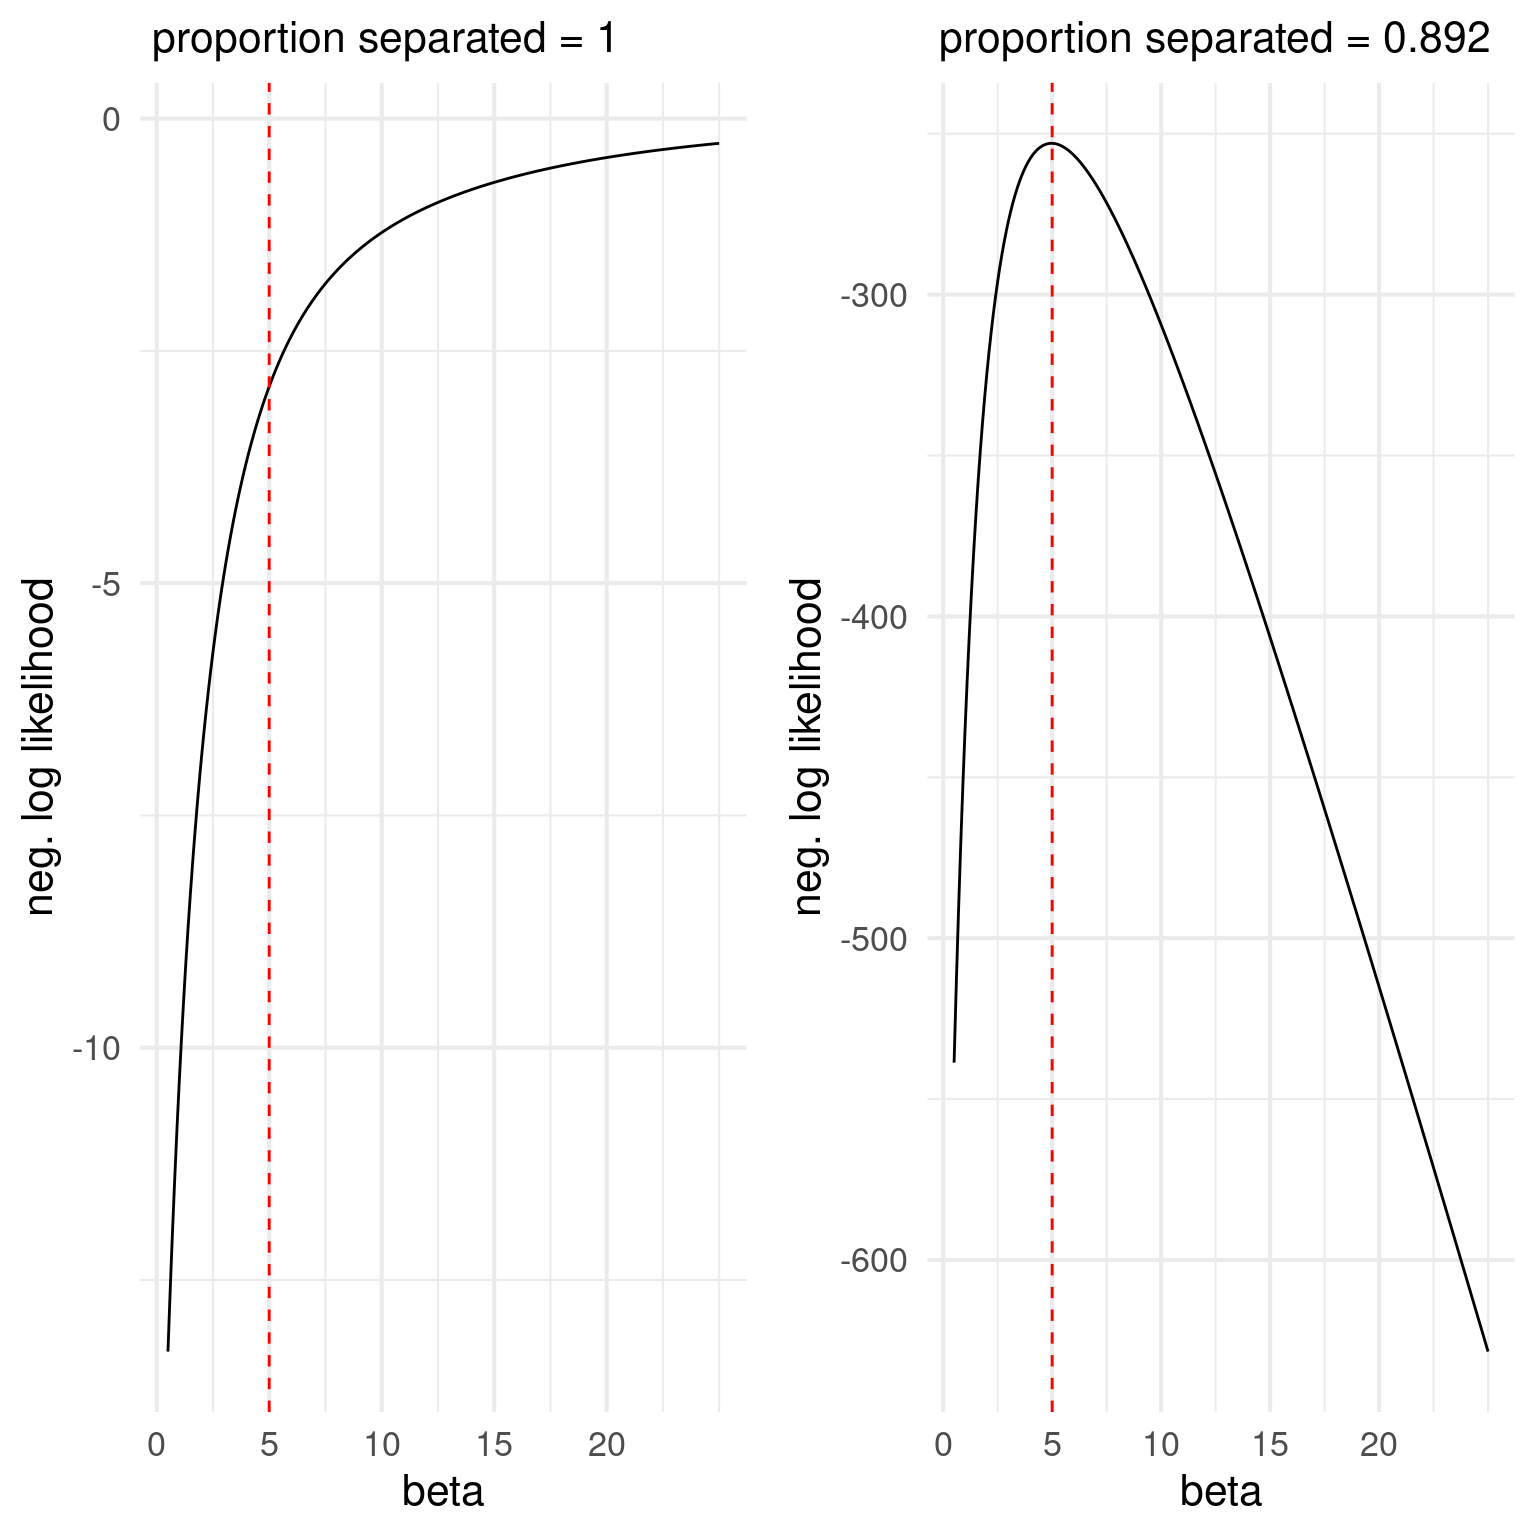 proportion separated = 1
0
-5
-10
neg. log likelihood
0 5 10 15 20
beta
proportion separated = 0.892
-300
-400
-500
-600
neg. log likelihood
0 5 10 15 20
beta